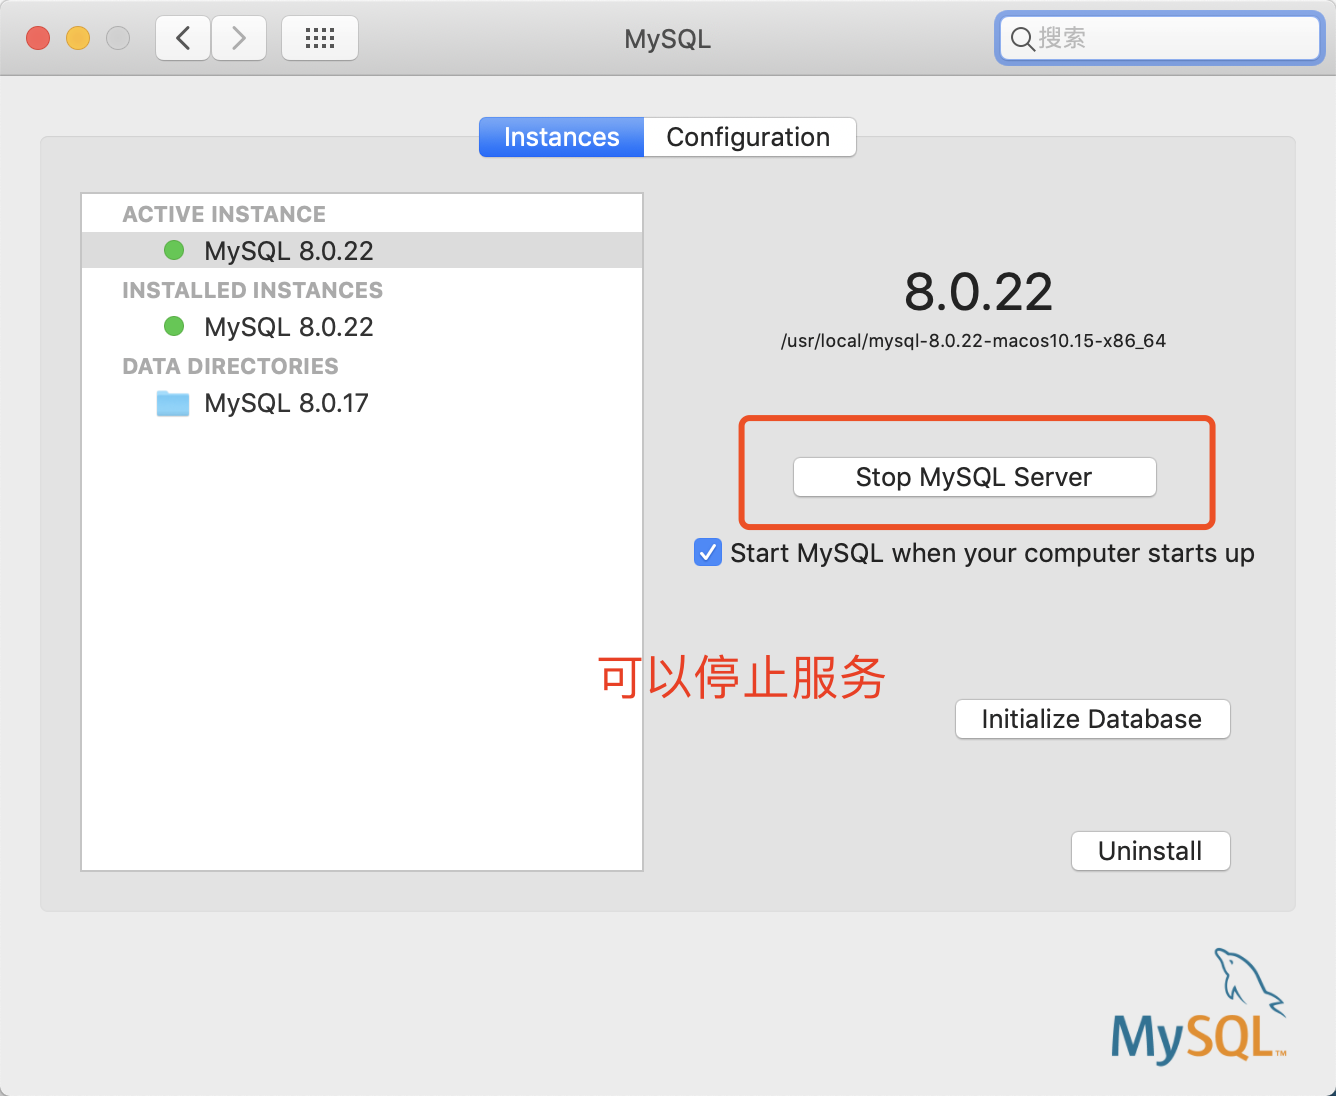 MySQL
搜索
Instances
Configuration
ACTIVE INSTANCE
MySQL 8.0.22
INSTALLED INSTANCES
MySQL 8.0.22
DATA DIRECTORIES
MySQL 8.0.17
8.0.22
/usr/local/mysql-8.0.22-macos10.15-x86_64
Stop MySQL Server
Start MySQL when your computer starts up
可以停止服务
Initialize Database
Uninstall
MySQL™